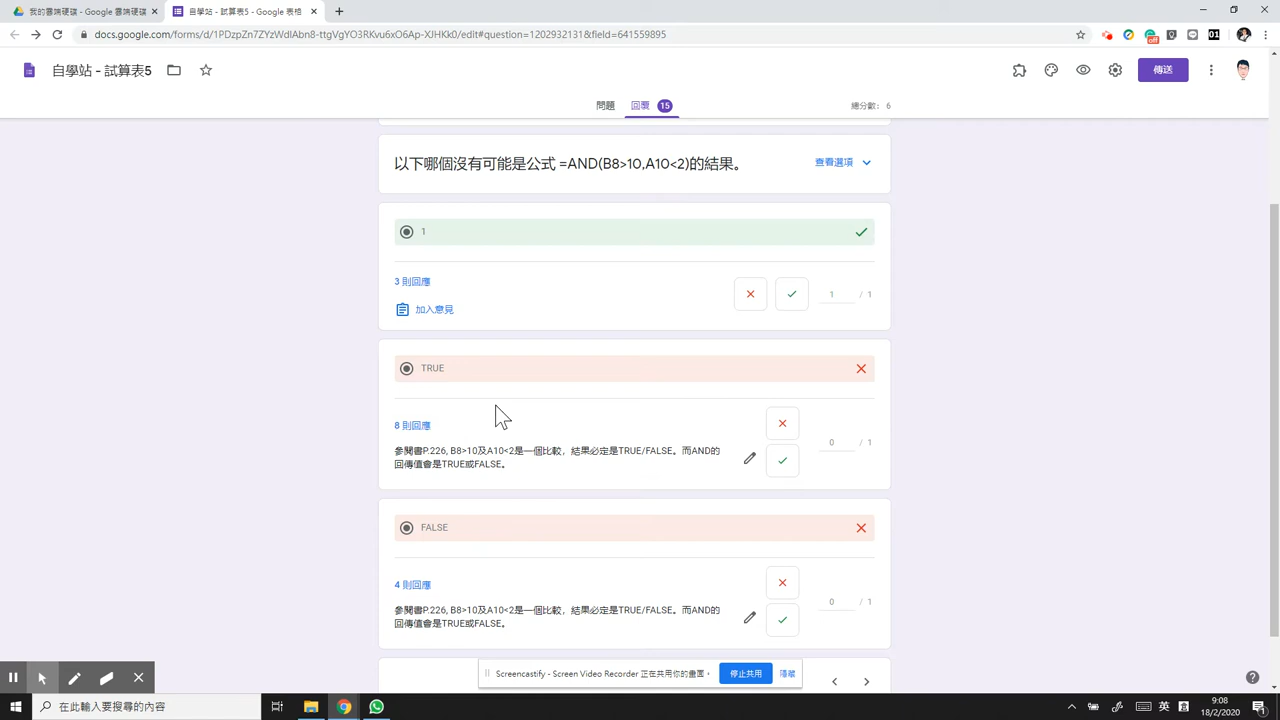 我的雲端硬碟 - Google 雲端硬碟
自學站 - 試算表5 - Google 表格
docs.google.com/forms/d/1PDzpZn7ZYzWdlAbn8-ttgVgYO3RKvu6xO6Ap-XJHKk0/edit#question=1202932131&field=641559895
off
01
自學站 - 試算表5
傳送
問題
回覆 15
總分數： 6
以下哪個沒有可能是公式 =AND(B8>10,A10<2)的結果。
查看選項
1
3 則回應
1 / 1
加入意見
TRUE
8 則回應
0 / 1
參閱書P.226, B8>10及A10<2是一個比較，結果必定是TRUE/FALSE。而AND的
回傳值會是TRUE或FALSE。
FALSE
4 則回應
0 / 1
參閱書P.226, B8>10及A10<2是一個比較，結果必定是TRUE/FALSE。而AND的
回傳值會是TRUE或FALSE。
Screencastify - Screen Video Recorder 正在共用你的畫面。
停止共用
隱藏
在此輸入要搜尋的內容
英
9:08
18/2/2020
1